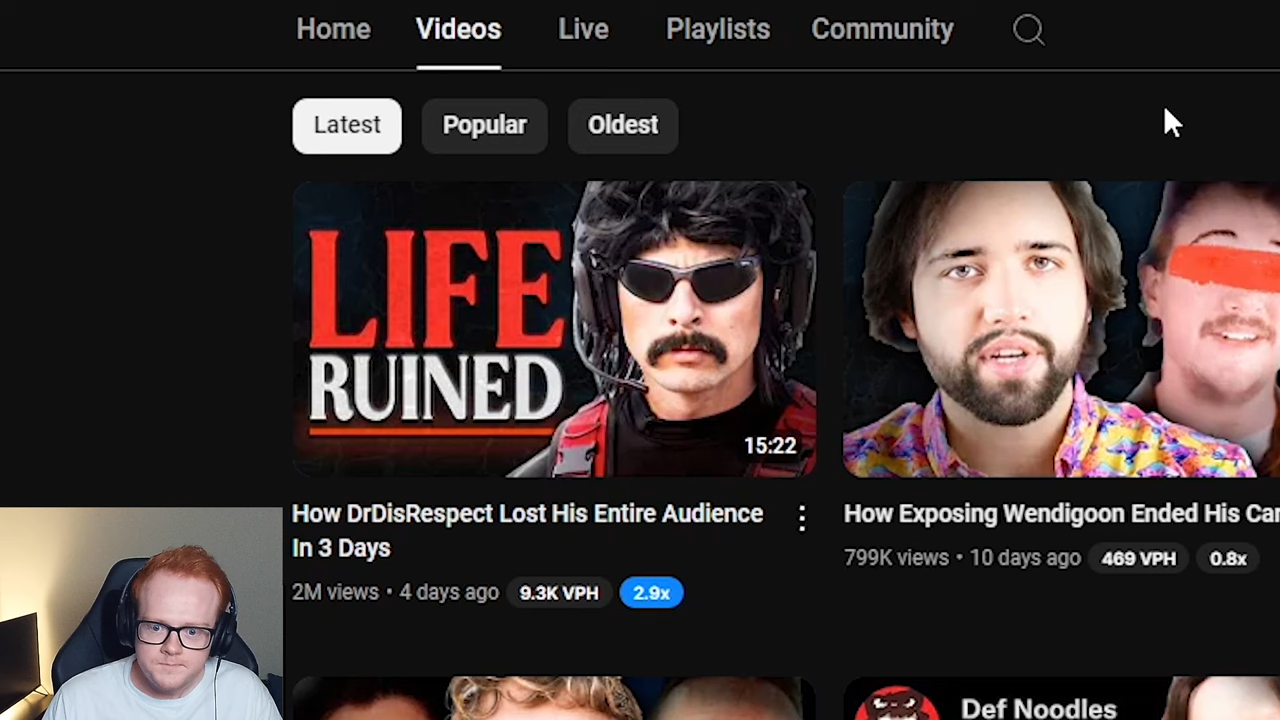 Home Videos Live Playlists Community
Latest Popular Oldest
LIFE
RUINED
15:22
How DrDisRespect Lost His Entire Audience
In 3 Days
2M views • 4 days ago 9.3K VPH 2.9x
How Exposing Wendigoon Ended His Car
799K views • 10 days ago 469 VPH 0.8x
Def Noodles